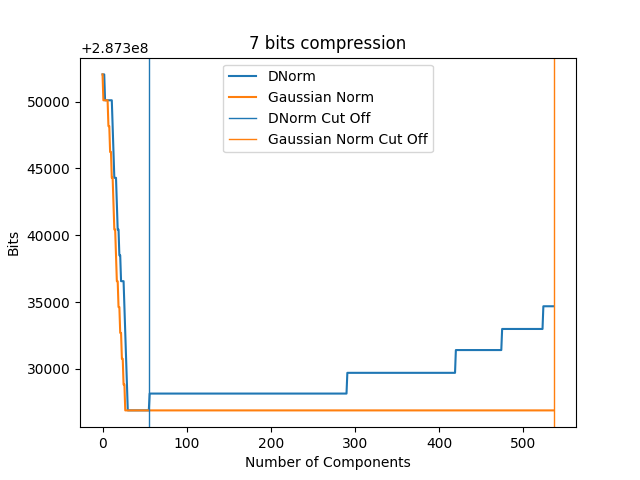 7 bits compression
+2.873e8
DNorm
Gaussian Norm
DNorm Cut Off
Gaussian Norm Cut Off
50000
45000
40000
35000
30000
Bits
0 100 200 300 400 500
Number of Components